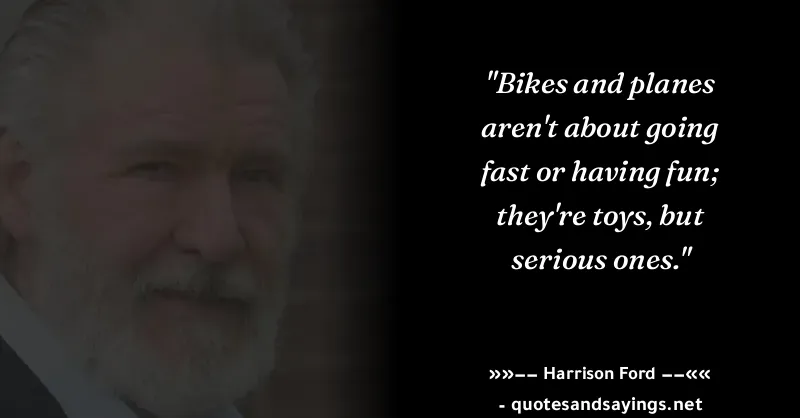 "Bikes and planes
aren't about going
fast or having fun;
they're toys, but
serious ones."
»»–– Harrison Ford ––««
- quotesandsayings.net